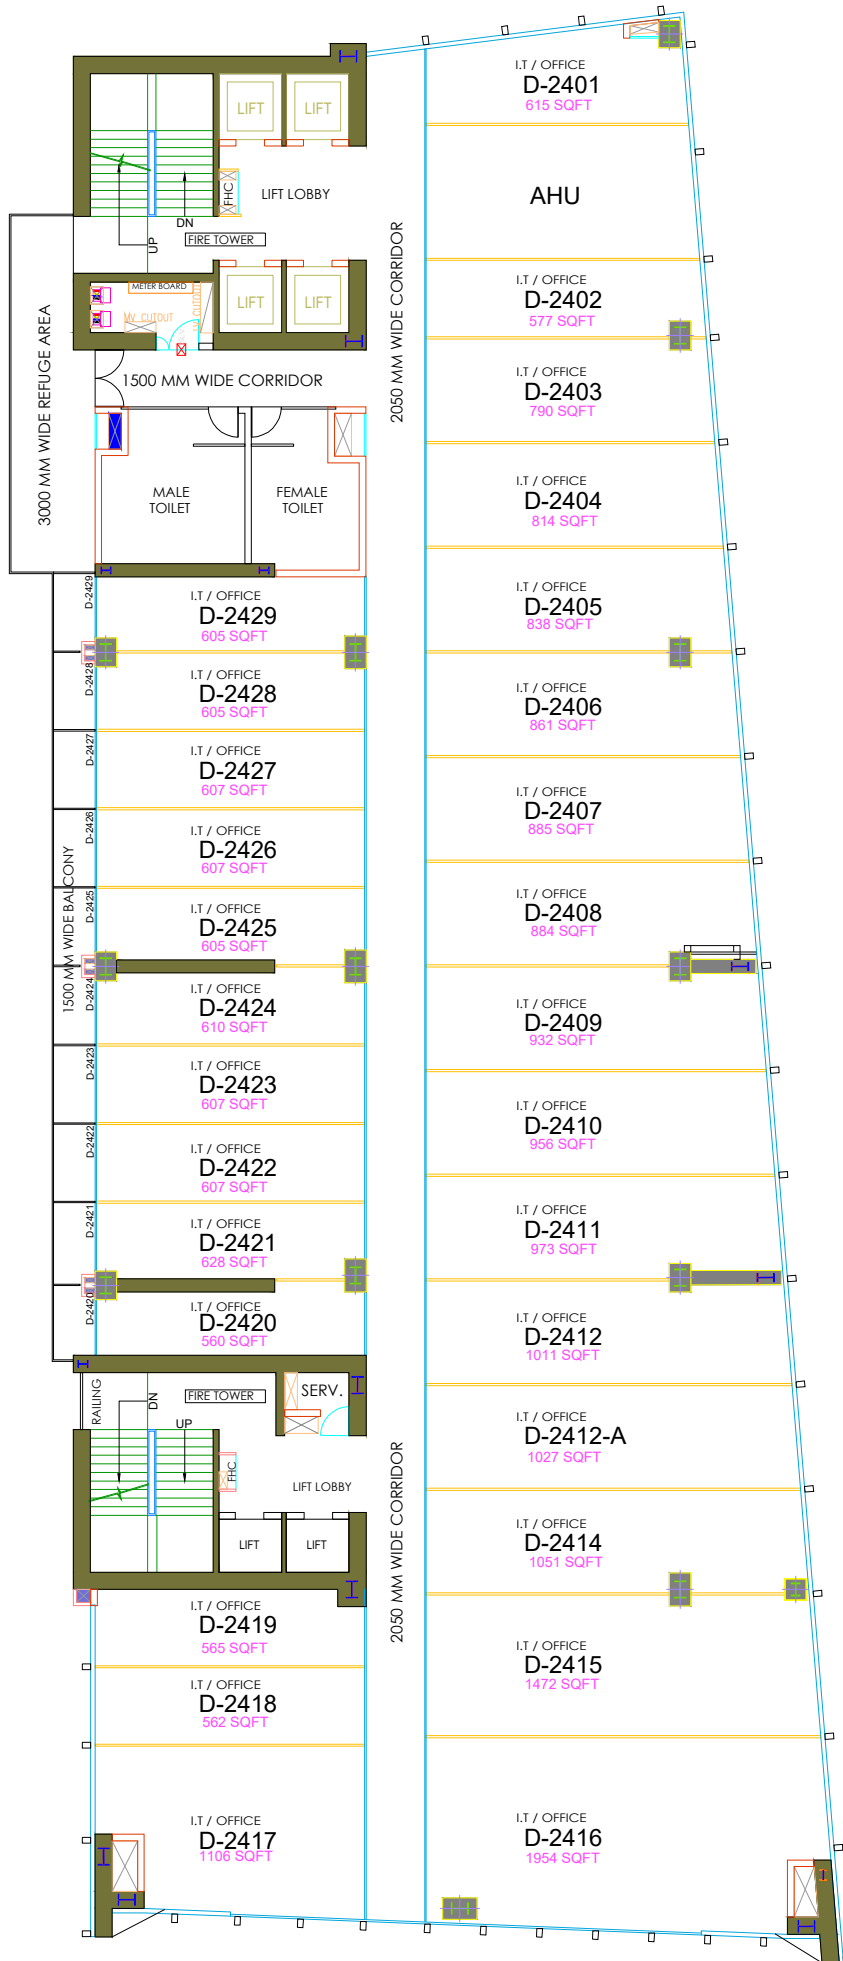 I.T / OFFICE
D-2401
615 SQFT
LIFT
LIFT
FHC
LIFT LOBBY
AHU
DN
UP
FIRE TOWER
2050 MM WIDE CORRIDOR
METER BOARD
LV CUTOUT
LIFT
LIFT
I.T / OFFICE
D-2402
577 SQFT
3000 MM WIDE REFUGE AREA
1500 MM WIDE CORRIDOR
I.T / OFFICE
D-2403
790 SQFT
MALE
TOILET
FEMALE
TOILET
I.T / OFFICE
D-2404
814 SQFT
D-2429
I.T / OFFICE
D-2429
605 SQFT
I.T / OFFICE
D-2405
838 SQFT
D-2428
I.T / OFFICE
D-2428
605 SQFT
I.T / OFFICE
D-2406
861 SQFT
D-2427
I.T / OFFICE
D-2427
607 SQFT
I.T / OFFICE
D-2407
885 SQFT
1500 MM WIDE BALCONY
D-2426
I.T / OFFICE
D-2426
607 SQFT
I.T / OFFICE
D-2408
884 SQFT
D-2425
I.T / OFFICE
D-2425
605 SQFT
D-2424
I.T / OFFICE
D-2424
610 SQFT
I.T / OFFICE
D-2409
932 SQFT
D-2423
I.T / OFFICE
D-2423
607 SQFT
I.T / OFFICE
D-2410
956 SQFT
D-2422
I.T / OFFICE
D-2422
607 SQFT
D-2421
I.T / OFFICE
D-2421
628 SQFT
I.T / OFFICE
D-2411
973 SQFT
D-2420
I.T / OFFICE
D-2420
560 SQFT
I.T / OFFICE
D-2412
1011 SQFT
RAILING
DN
UP
FIRE TOWER
SERV.
I.T / OFFICE
D-2412-A
1027 SQFT
FHC
LIFT LOBBY
2050 MM WIDE CORRIDOR
LIFT
LIFT
I.T / OFFICE
D-2414
1051 SQFT
I.T / OFFICE
D-2419
565 SQFT
I.T / OFFICE
D-2415
1472 SQFT
I.T / OFFICE
D-2418
562 SQFT
I.T / OFFICE
D-2417
1106 SQFT
I.T / OFFICE
D-2416
1954 SQFT